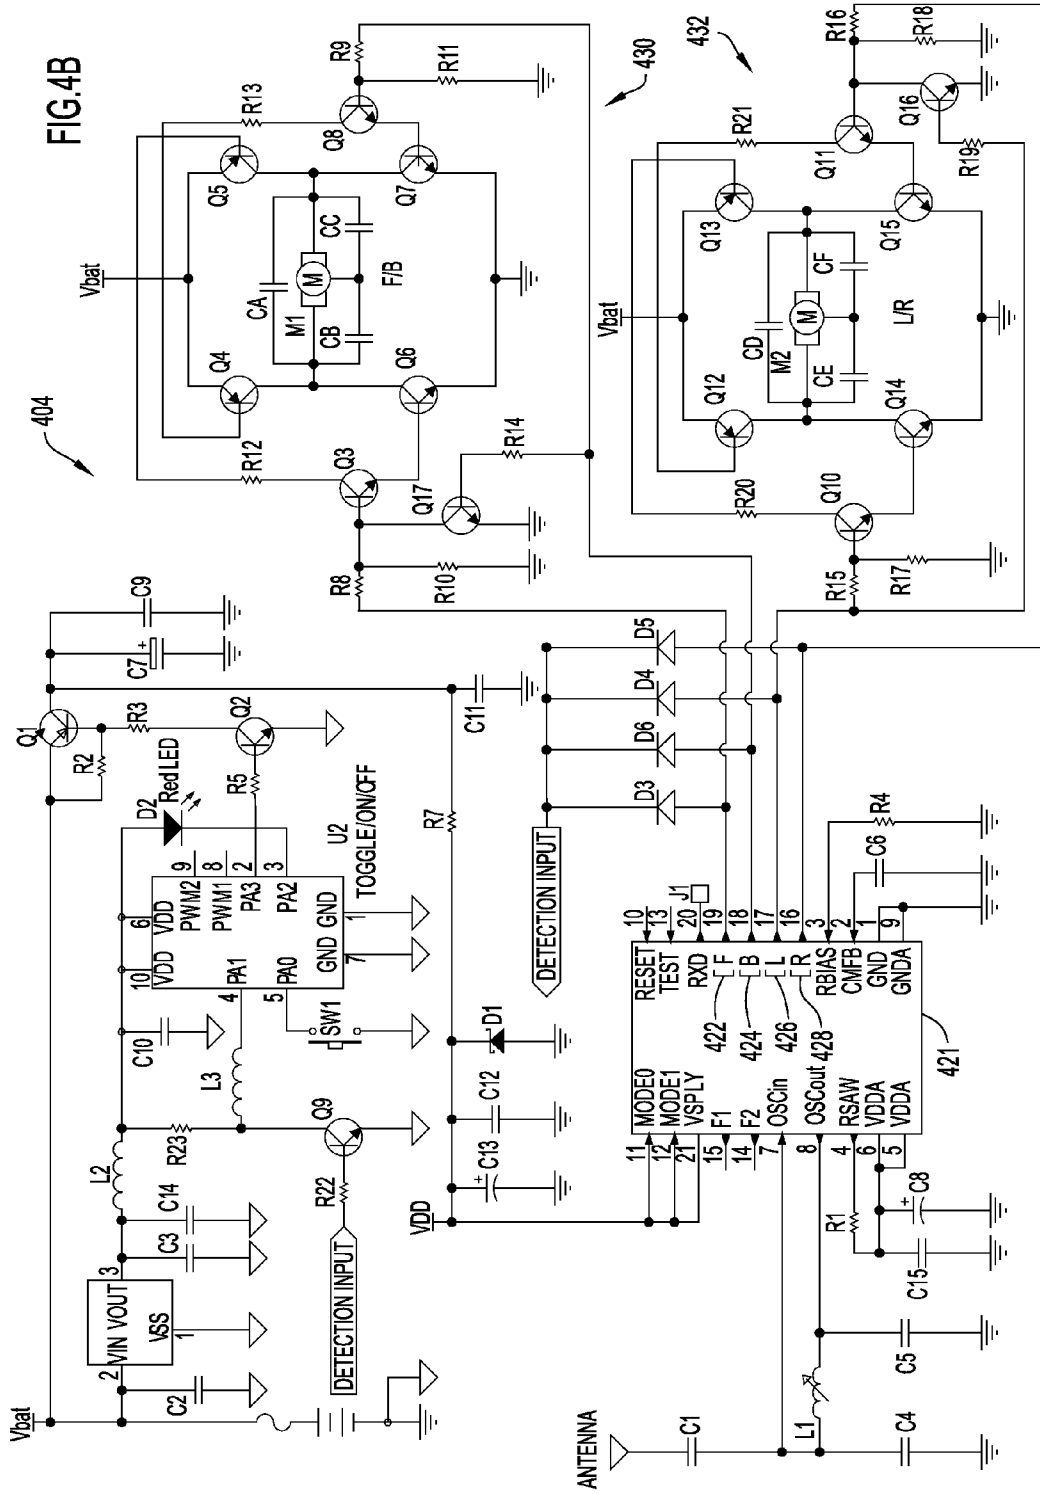 FIG.4B
404
Vbat
Vbat
2
VIN
VOUT
3
VSS
1
C2
C3
C14
L2
C10
R23
L3
Q9
R22
DETECTION INPUT
10
VDD
6
VDD
4
PA1
5
PA0
SW1
PWM2
9
PWM1
8
PA3
2
PA2
3
GND
7
GND
1
U2
TOGGLE/ON/OFF
D2
Red LED
R5
Q2
R3
R2
Q1
C7
+
C9
C11
R7
D1
C12
C13
+
VDD
DETECTION INPUT
D3
D6
D4
D5
ANTENNA
C1
L1
C4
C5
C15
C8
+
R1
11
MODE0
12
MODE1
21
VSPLY
15
F1
14
F2
7
OSCin
8
OSCout
4
RSAW
6
VDDA
5
VDDA
RESET
10
TEST
13
RXD
20
J1
F
19
B
18
L
17
R
16
RBIAS
3
CMFB
2
GND
1
GNDA
9
422
424
426
428
421
C6
R4
R8
R10
Q17
R14
Q3
R12
Q4
Q5
R13
CA
M1
M
CB
CC
F/B
Q6
Q7
Q8
R9
R11
430
432
Vbat
R15
R17
Q10
R20
Q12
Q13
R21
CD
M2
M
CE
CF
L/R
Q14
Q15
Q11
Q16
R19
R16
R18